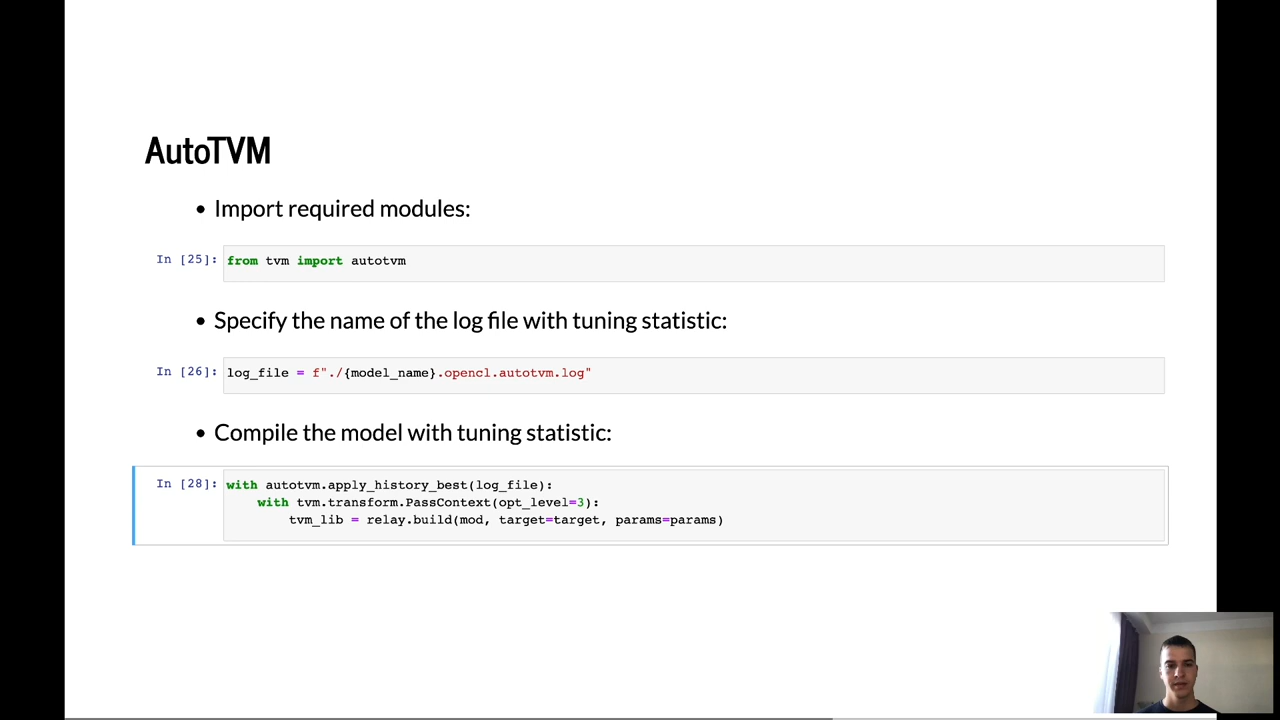 AutoTVM
• Import required modules:
In [25]: from tvm import autotvm
• Specify the name of the log file with tuning statistic:
In [26]: log_file = f"./{model_name}.opencl.autotvm.log"
• Compile the model with tuning statistic:
In [28]: with autotvm.apply_history_best(log_file):
    with tvm.transform.PassContext(opt_level=3):
        tvm_lib = relay.build(mod, target=target, params=params)